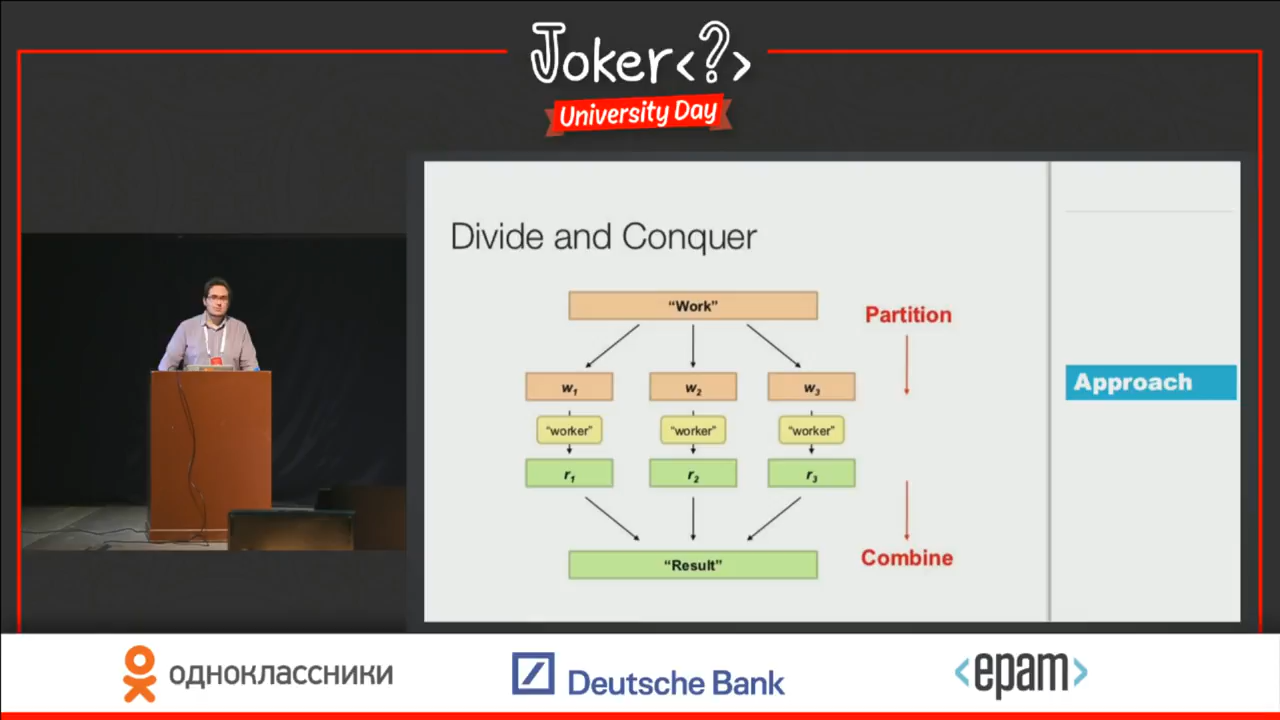 Joker<?>
University Day
Divide and Conquer
"Work"
Partition
w1 w2 w3
Approach
"worker" "worker" "worker"
r1 r2 r3
Combine
"Result"
одноклассники
Deutsche Bank
<epam>